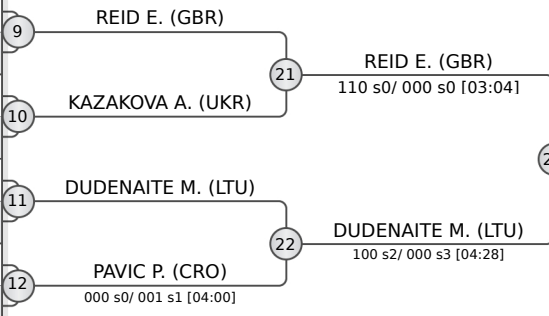 REID E. (GBR)
9
REID E. (GBR)
21
110 s0/ 000 s0 [03:04]
KAZAKOVA A. (UKR)
10
DUDENAITE M. (LTU)
11
DUDENAITE M. (LTU)
22
100 s2/ 000 s3 [04:28]
PAVIC P. (CRO)
12
000 s0/ 001 s1 [04:00]